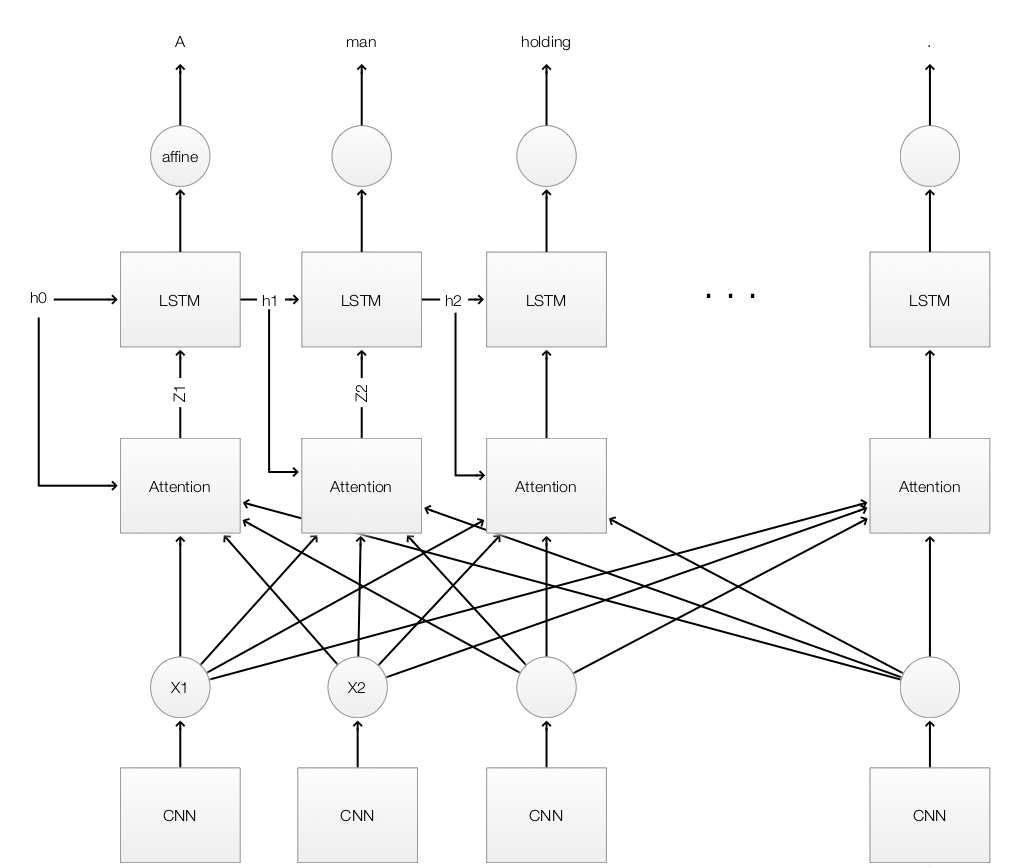 A man holding .
affine
h0 LSTM h1 LSTM h2 LSTM . . . LSTM
Z1 Z2
Attention Attention Attention Attention
X1 X2
CNN CNN CNN CNN